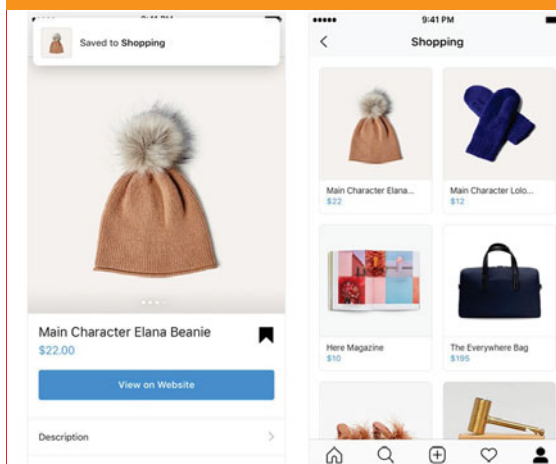 Saved to Shopping
Main Character Elana Beanie
$22.00
View on Website
Description
9:41 PM
Shopping
Main Character Elana...
$22
Main Character Lolo...
$12
Here Magazine
$10
The Everywhere Bag
$195